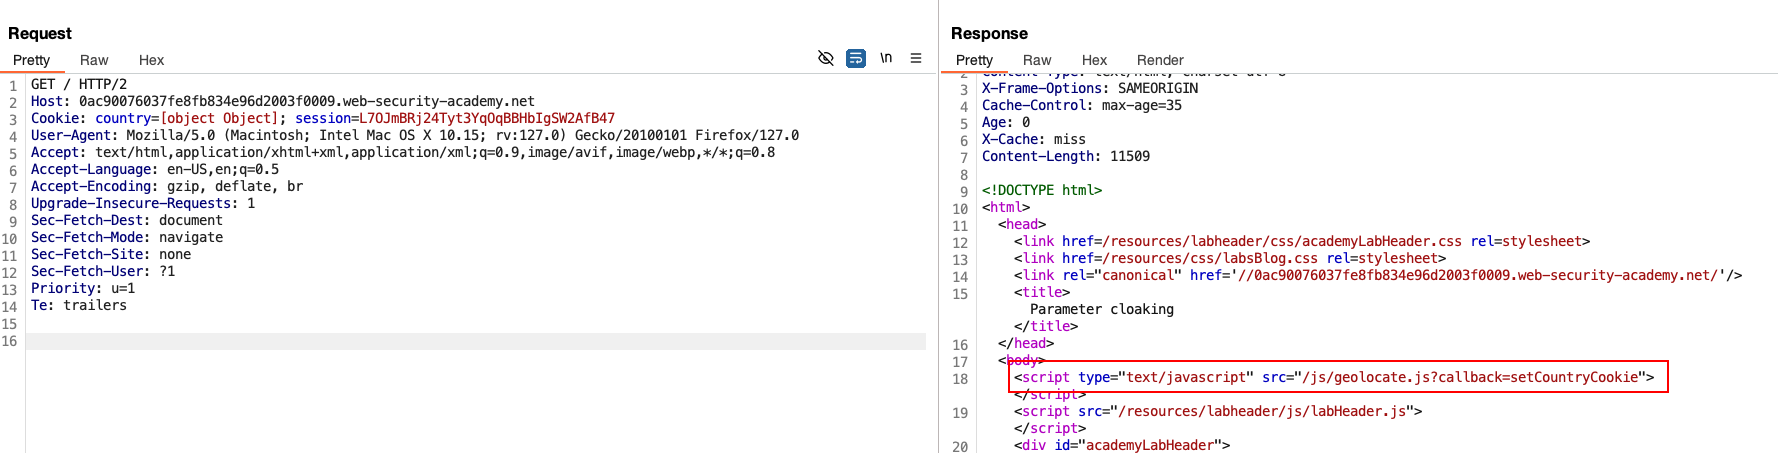 Request
Pretty Raw Hex \n
1 GET / HTTP/2
2 Host: 0ac90076037fe8fb834e96d2003f0009.web-security-academy.net
3 Cookie: country=[object Object]; session=L7OJmBRj24Tyt3YqOqBBHbIgSW2AfB47
4 User-Agent: Mozilla/5.0 (Macintosh; Intel Mac OS X 10.15; rv:127.0) Gecko/20100101 Firefox/127.0
5 Accept: text/html,application/xhtml+xml,application/xml;q=0.9,image/avif,image/webp,*/*;q=0.8
6 Accept-Language: en-US,en;q=0.5
7 Accept-Encoding: gzip, deflate, br
8 Upgrade-Insecure-Requests: 1
9 Sec-Fetch-Dest: document
10 Sec-Fetch-Mode: navigate
11 Sec-Fetch-Site: none
12 Sec-Fetch-User: ?1
13 Priority: u=1
14 Te: trailers
15
16
Response
Pretty Raw Hex Render
2 Content-Type: text/html; charset=utf-8
3 X-Frame-Options: SAMEORIGIN
4 Cache-Control: max-age=35
5 Age: 0
6 X-Cache: miss
7 Content-Length: 11509
8
9 <!DOCTYPE html>
10 <html>
11 <head>
12 <link href=/resources/labheader/css/academyLabHeader.css rel=stylesheet>
13 <link href=/resources/css/labsBlog.css rel=stylesheet>
14 <link rel="canonical" href='//0ac90076037fe8fb834e96d2003f0009.web-security-academy.net/'/>
15 <title>
Parameter cloaking
</title>
16 </head>
17 <body>
18 <script type="text/javascript" src="/js/geolocate.js?callback=setCountryCookie">
</script>
19 <script src="/resources/labheader/js/labHeader.js">
</script>
20 <div id="academyLabHeader">